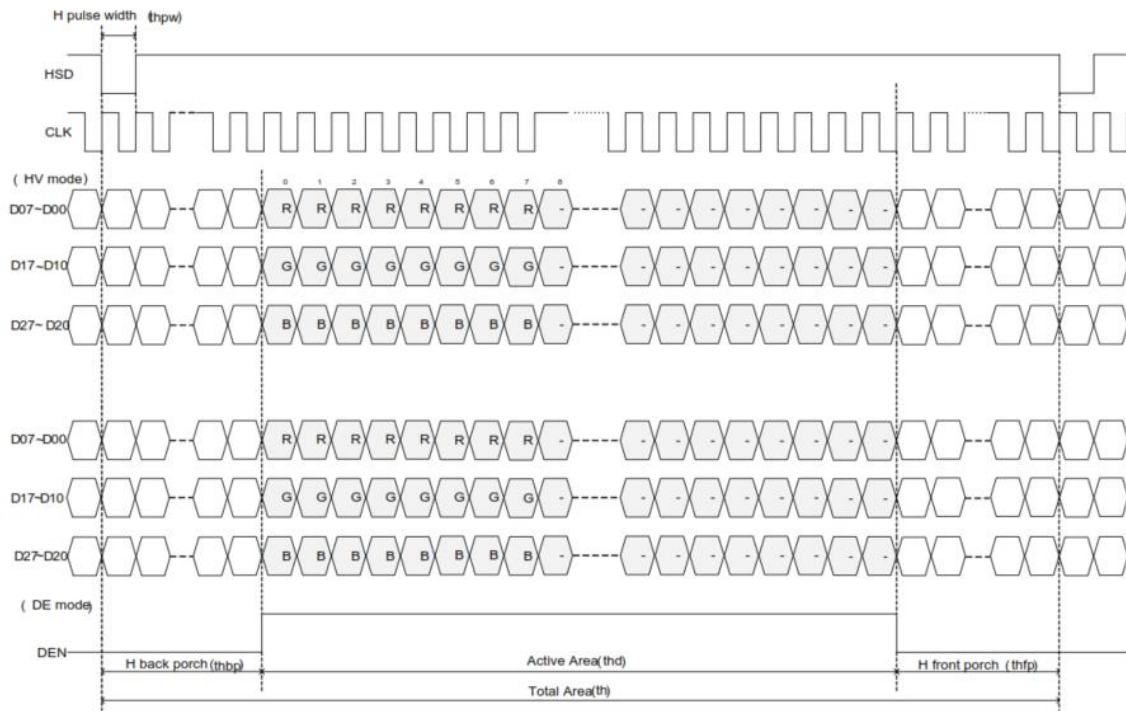 H pulse width (thpw)
HSD
CLK
( HV mode)
0 1 2 3 4 5 6 7 8
D07~D00 R R R R R R R R - - - - - - - - -
D17~D10 G G G G G G G G - - - - - - - - -
D27~D20 B B B B B B B B - - - - - - - - -
D07~D00 R R R R R R R R - - - - - - - - -
D17~D10 G G G G G G G G - - - - - - - - -
D27~D20 B B B B B B B B - - - - - - - - -
( DE mode)
DEN
H back porch (thbp) Active Area(thd) H front porch (thfp)
Total Area(th)